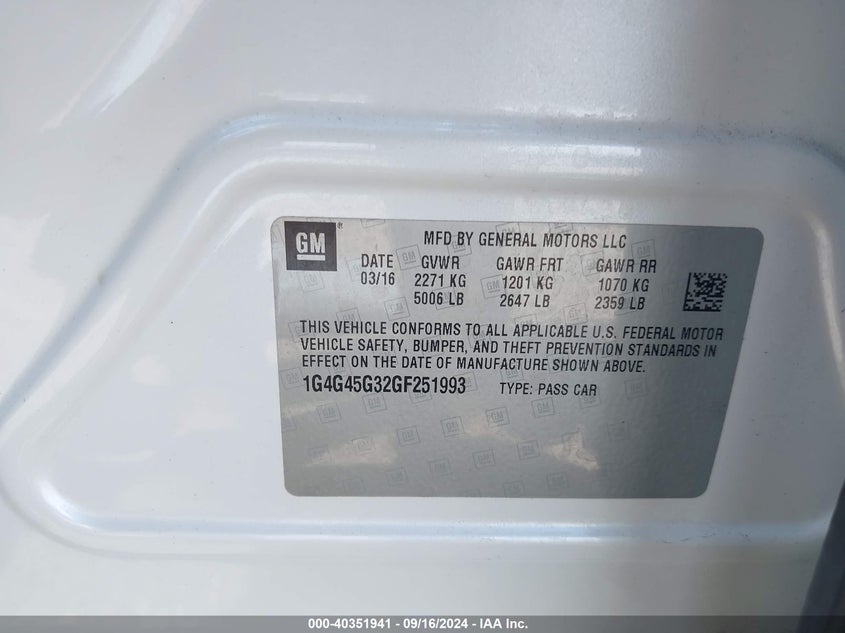 GM ®
MFD BY GENERAL MOTORS LLC
DATE GVWR GAWR FRT GAWR RR
03/16 2271 KG 1201 KG 1070 KG
5006 LB 2647 LB 2359 LB
THIS VEHICLE CONFORMS TO ALL APPLICABLE U.S. FEDERAL MOTOR
VEHICLE SAFETY, BUMPER, AND THEFT PREVENTION STANDARDS IN
EFFECT ON THE DATE OF MANUFACTURE SHOWN ABOVE.
1G4G45G32GF251993 TYPE: PASS CAR
000-40351941 - 09/16/2024 - IAA Inc.